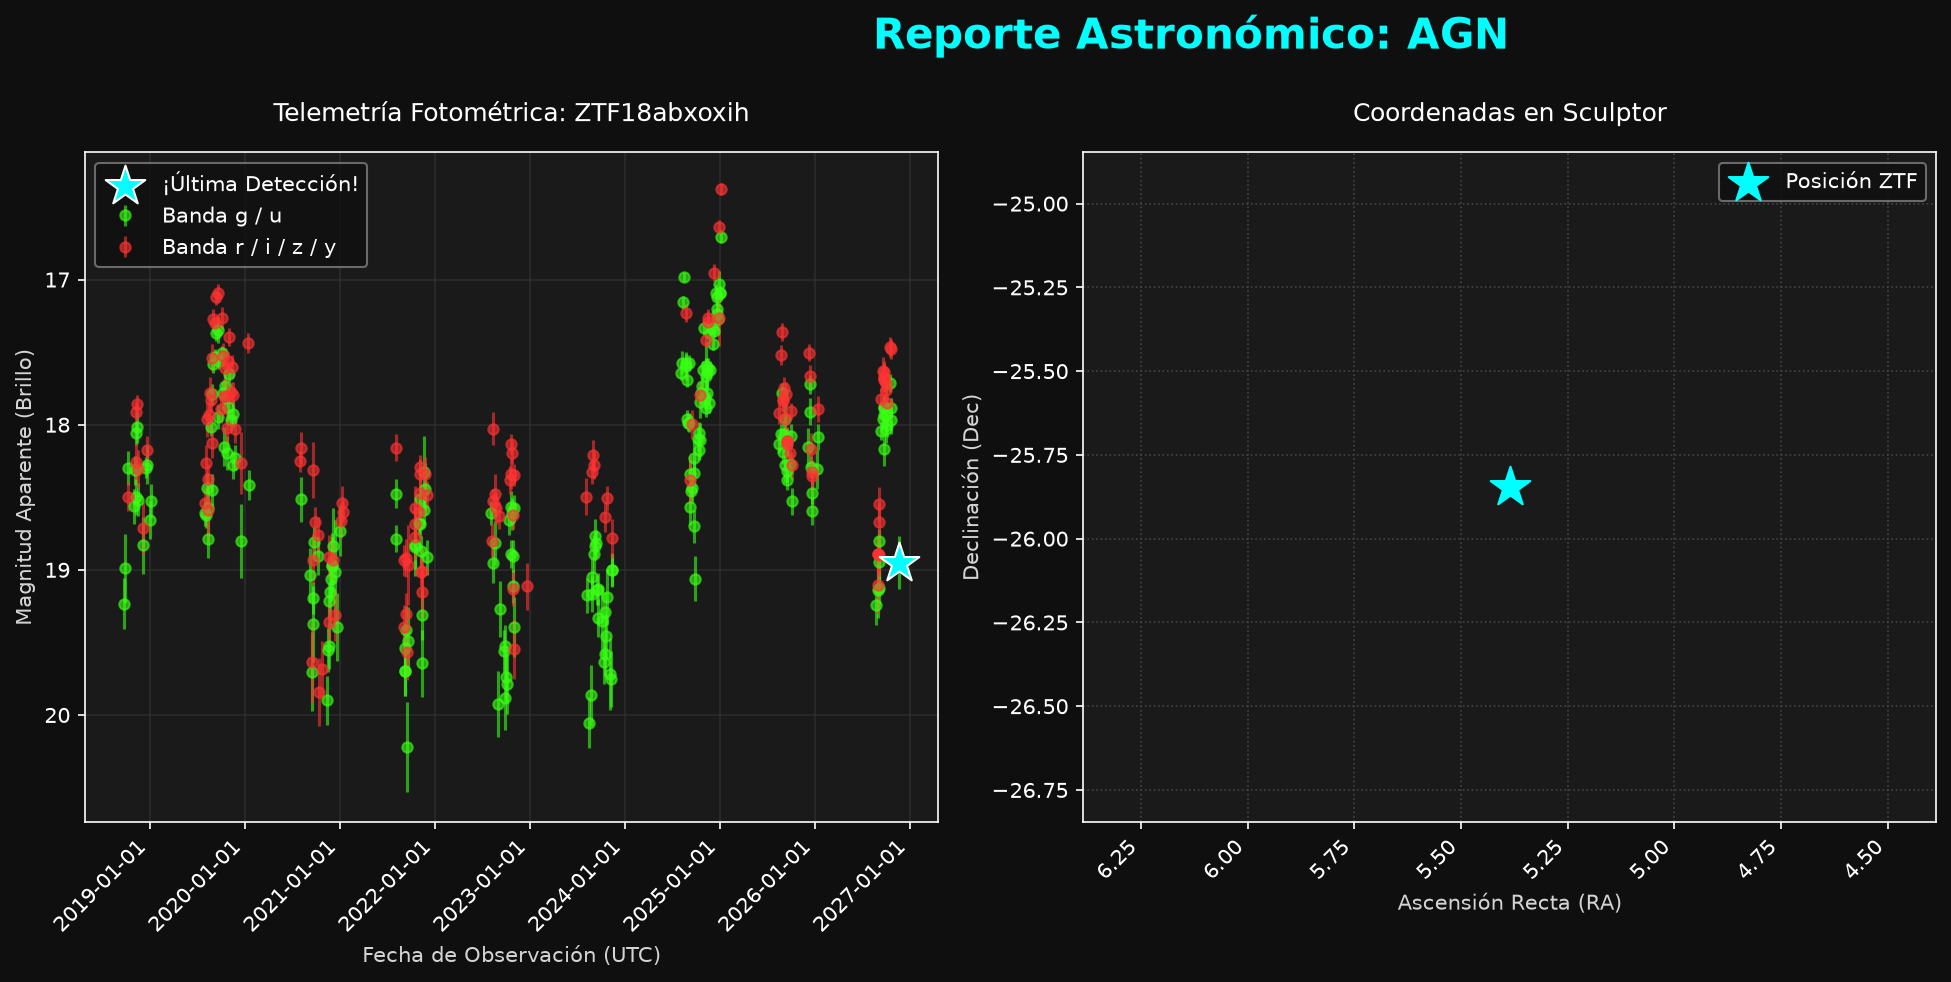 Reporte Astronómico: AGN
Telemetría Fotométrica: ZTF18abxoxih
¡Última Detección!
Banda g / u
Banda r / i / z / y
Magnitud Aparente (Brillo)
17
18
19
20
2019-01-01
2020-01-01
2021-01-01
2022-01-01
2023-01-01
2024-01-01
2025-01-01
2026-01-01
2027-01-01
Fecha de Observación (UTC)
Coordenadas en Sculptor
Posición ZTF
Declinación (Dec)
−25.00
−25.25
−25.50
−25.75
−26.00
−26.25
−26.50
−26.75
6.25
6.00
5.75
5.50
5.25
5.00
4.75
4.50
Ascensión Recta (RA)